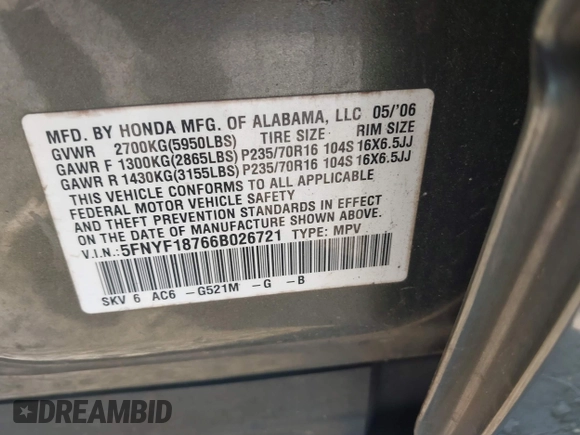 MFD. BY HONDA MFG. OF ALABAMA, LLC 05/'06
GVWR 2700KG(5950LBS) TIRE SIZE RIM SIZE
GAWR F 1300KG(2865LBS) P235/70R16 104S 16X6.5JJ
GAWR R 1430KG(3155LBS) P235/70R16 104S 16X6.5JJ
THIS VEHICLE CONFORMS TO ALL APPLICABLE
FEDERAL MOTOR VEHICLE SAFETY
AND THEFT PREVENTION STANDARDS IN EFFECT
ON THE DATE OF MANUFACTURE SHOWN ABOVE.
V.I.N.: 5FNYF18766B026721 TYPE: MPV
SKV 6 AC6 -G521M -G -B
DREAMBID